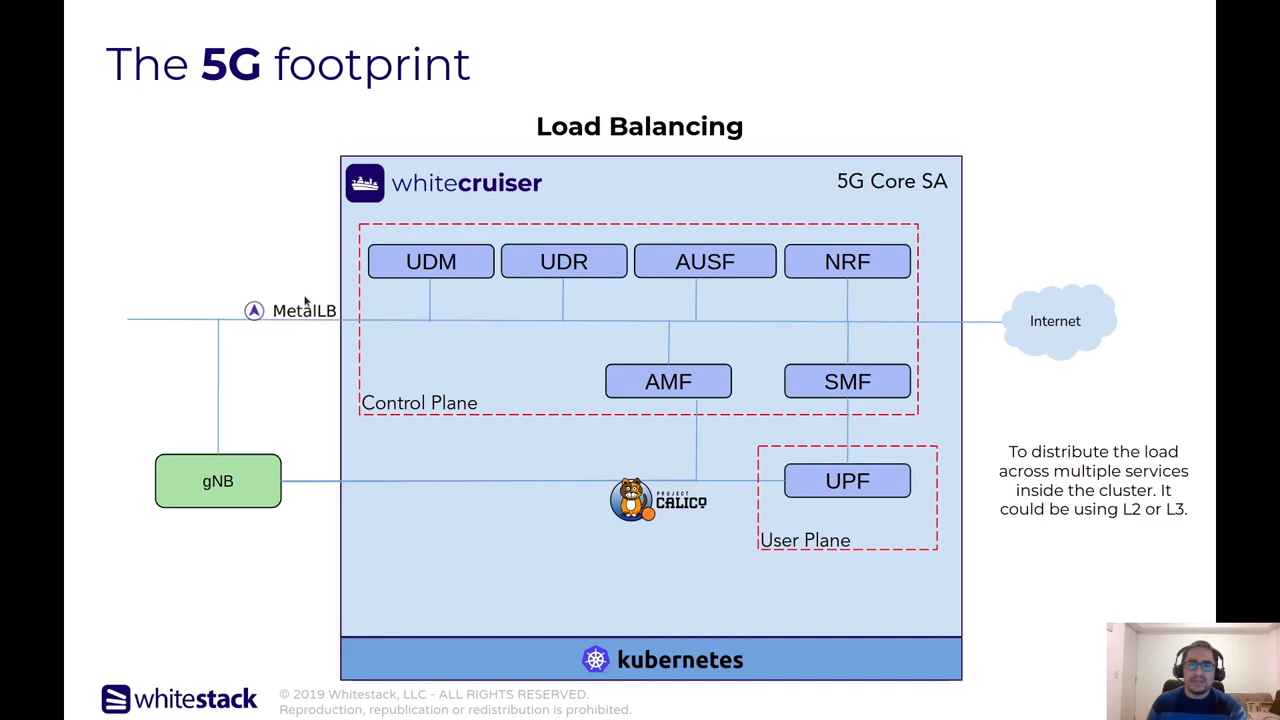 The 5G footprint
Load Balancing
whitecruiser
5G Core SA
UDM
UDR
AUSF
NRF
MetalLB
Internet
AMF
SMF
Control Plane
To distribute the load
across multiple services
inside the cluster. It
could be using L2 or L3.
gNB
UPF
PROJECT
CALICO
User Plane
kubernetes
whitestack
© 2019 Whitestack, LLC - ALL RIGHTS RESERVED.
Reproduction, republication or redistribution is prohibited.